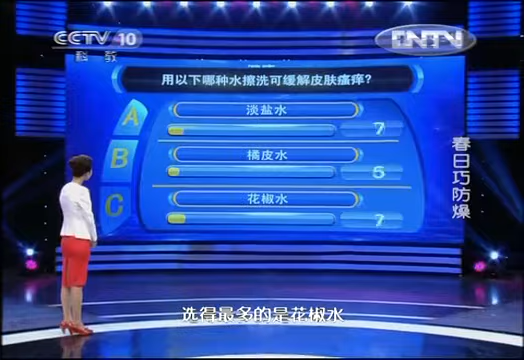 CCTV 10
科教
CNTV
用以下哪种水擦洗可缓解皮肤瘙痒?
A
淡盐水
7
B
橘皮水
5
C
花椒水
7
春日巧防燥
选得最多的是花椒水